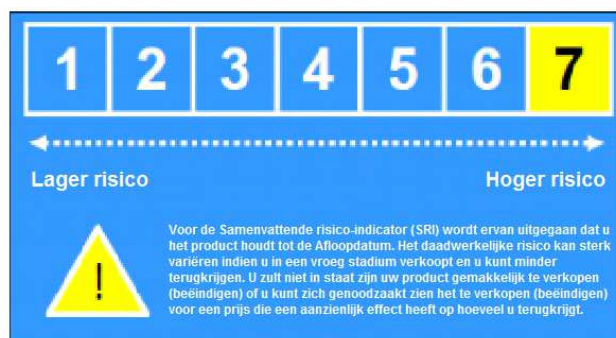 1 2 3 4 5 6 7
Lager risico Hoger risico
!
Voor de Samenvattende risico-indicator (SRI) wordt ervan uitgegaan dat u
het product houdt tot de Afloopdatum. Het daadwerkelijke risico kan sterk
variëren indien u in een vroeg stadium verkoopt en u kunt minder
terugkrijgen. U zult niet in staat zijn uw product gemakkelijk te verkopen
(beëindigen) of u kunt zich genoodzaakt zien het te verkopen (beëindigen)
voor een prijs die een aanzienlijk effect heeft op hoeveel u terugkrijgt.